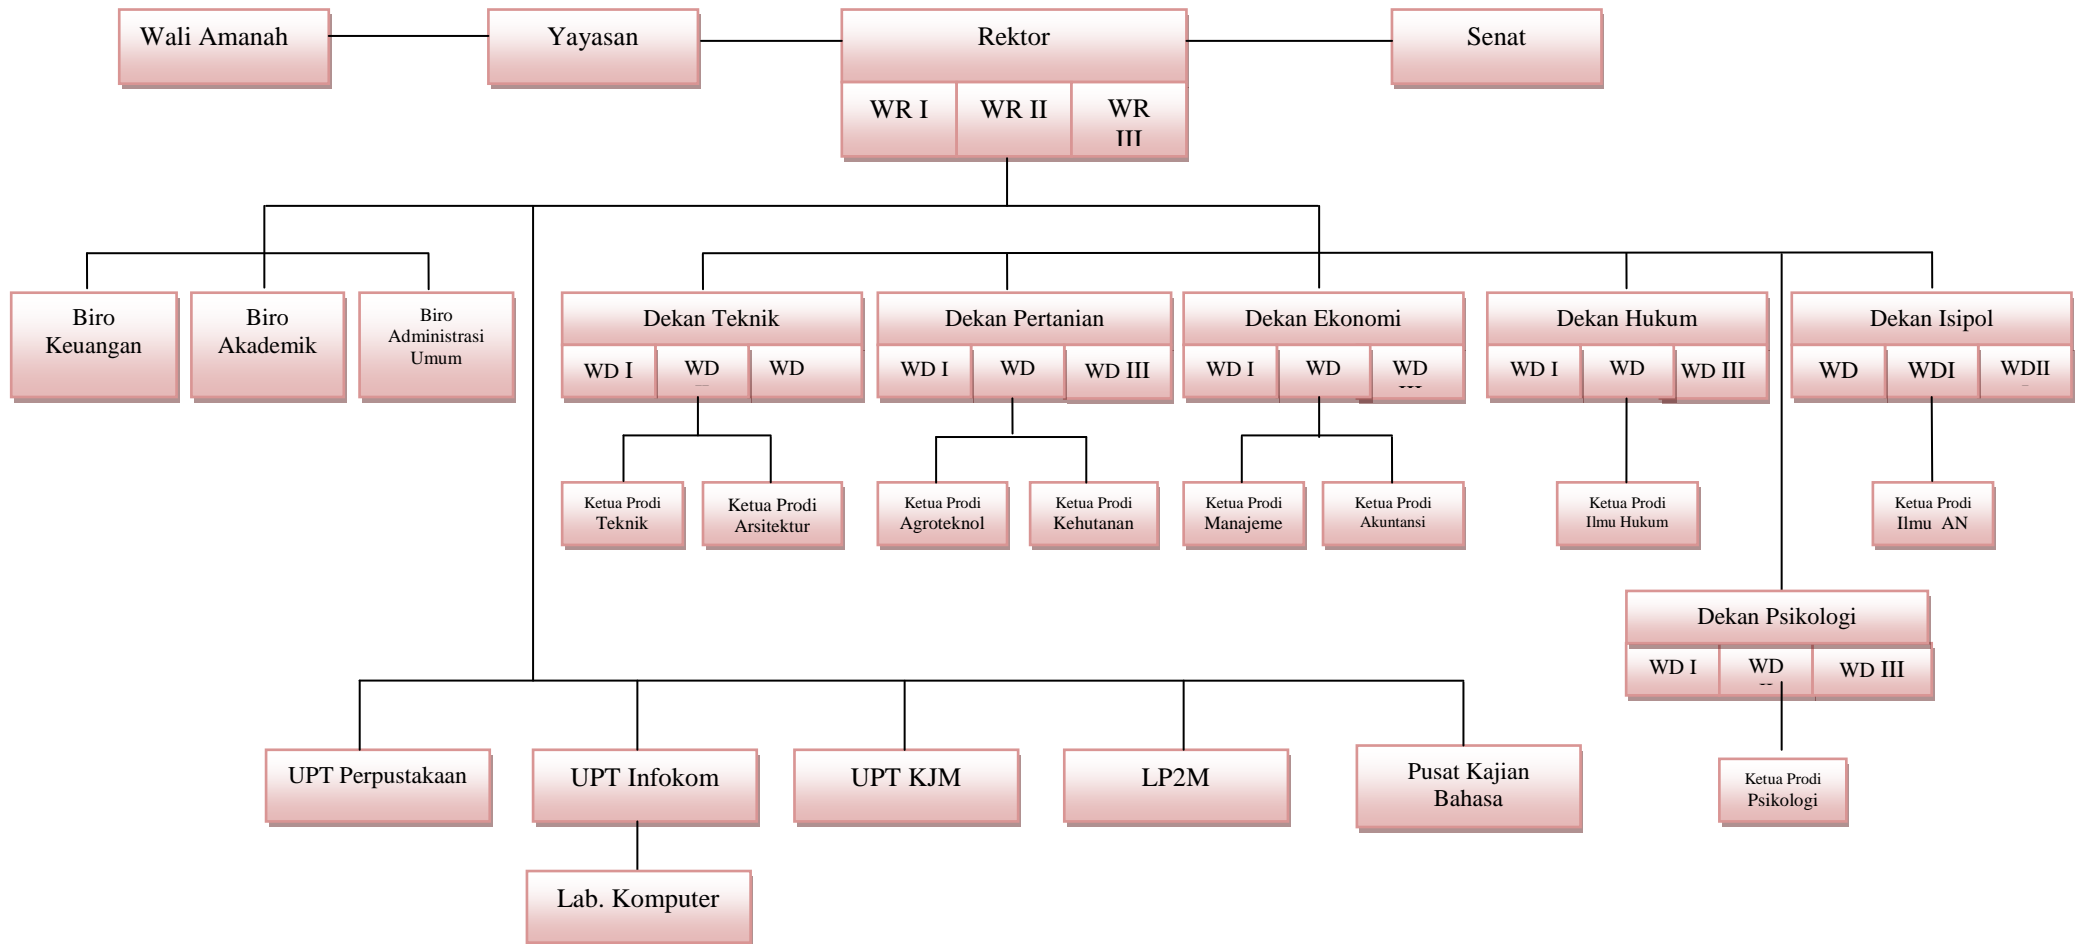 Wali Amanah
Yayasan
Rektor
Senat
WR I
WR II
WR
III
Biro
Keuangan
Biro
Akademik
Biro
Administrasi
Umum
Dekan Teknik
WD I
WD
WD
Dekan Pertanian
WD I
WD
WD III
Dekan Ekonomi
WD I
WD
WD
Dekan Hukum
WD I
WD
WD III
Dekan Isipol
WD
WDI
WDII
Ketua Prodi
Teknik
Ketua Prodi
Arsitektur
Ketua Prodi
Agroteknol
Ketua Prodi
Kehutanan
Ketua Prodi
Manajeme
Ketua Prodi
Akuntansi
Ketua Prodi
Ilmu Hukum
Ketua Prodi
Ilmu AN
Dekan Psikologi
WD I
WD
WD III
UPT Perpustakaan
UPT Infokom
UPT KJM
LP2M
Pusat Kajian
Bahasa
Ketua Prodi
Psikologi
Lab. Komputer